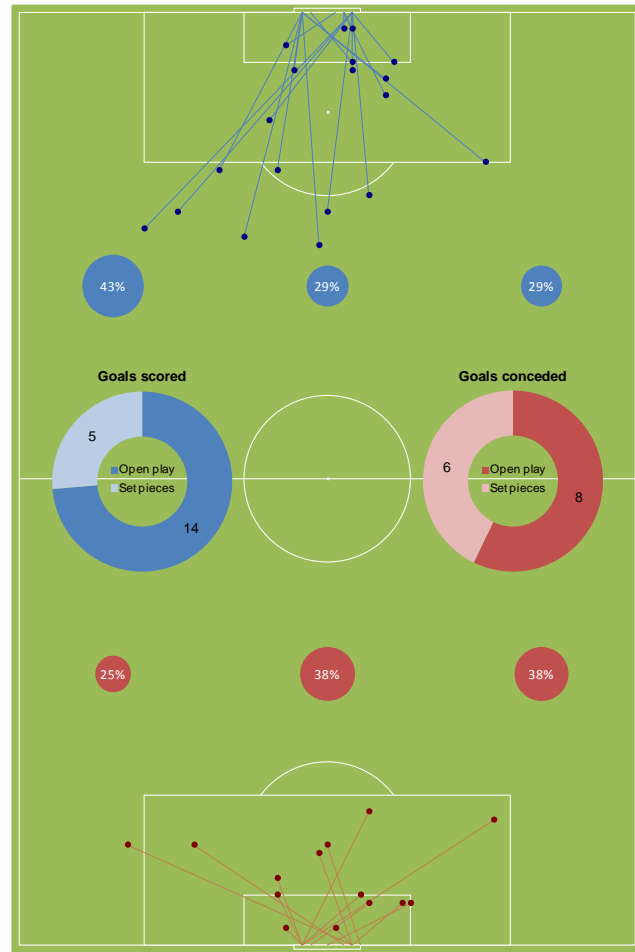 43%
29%
29%
Goals scored
Goals conceded
5
14
Open play
Set pieces
6
8
Open play
Set pieces
25%
38%
38%